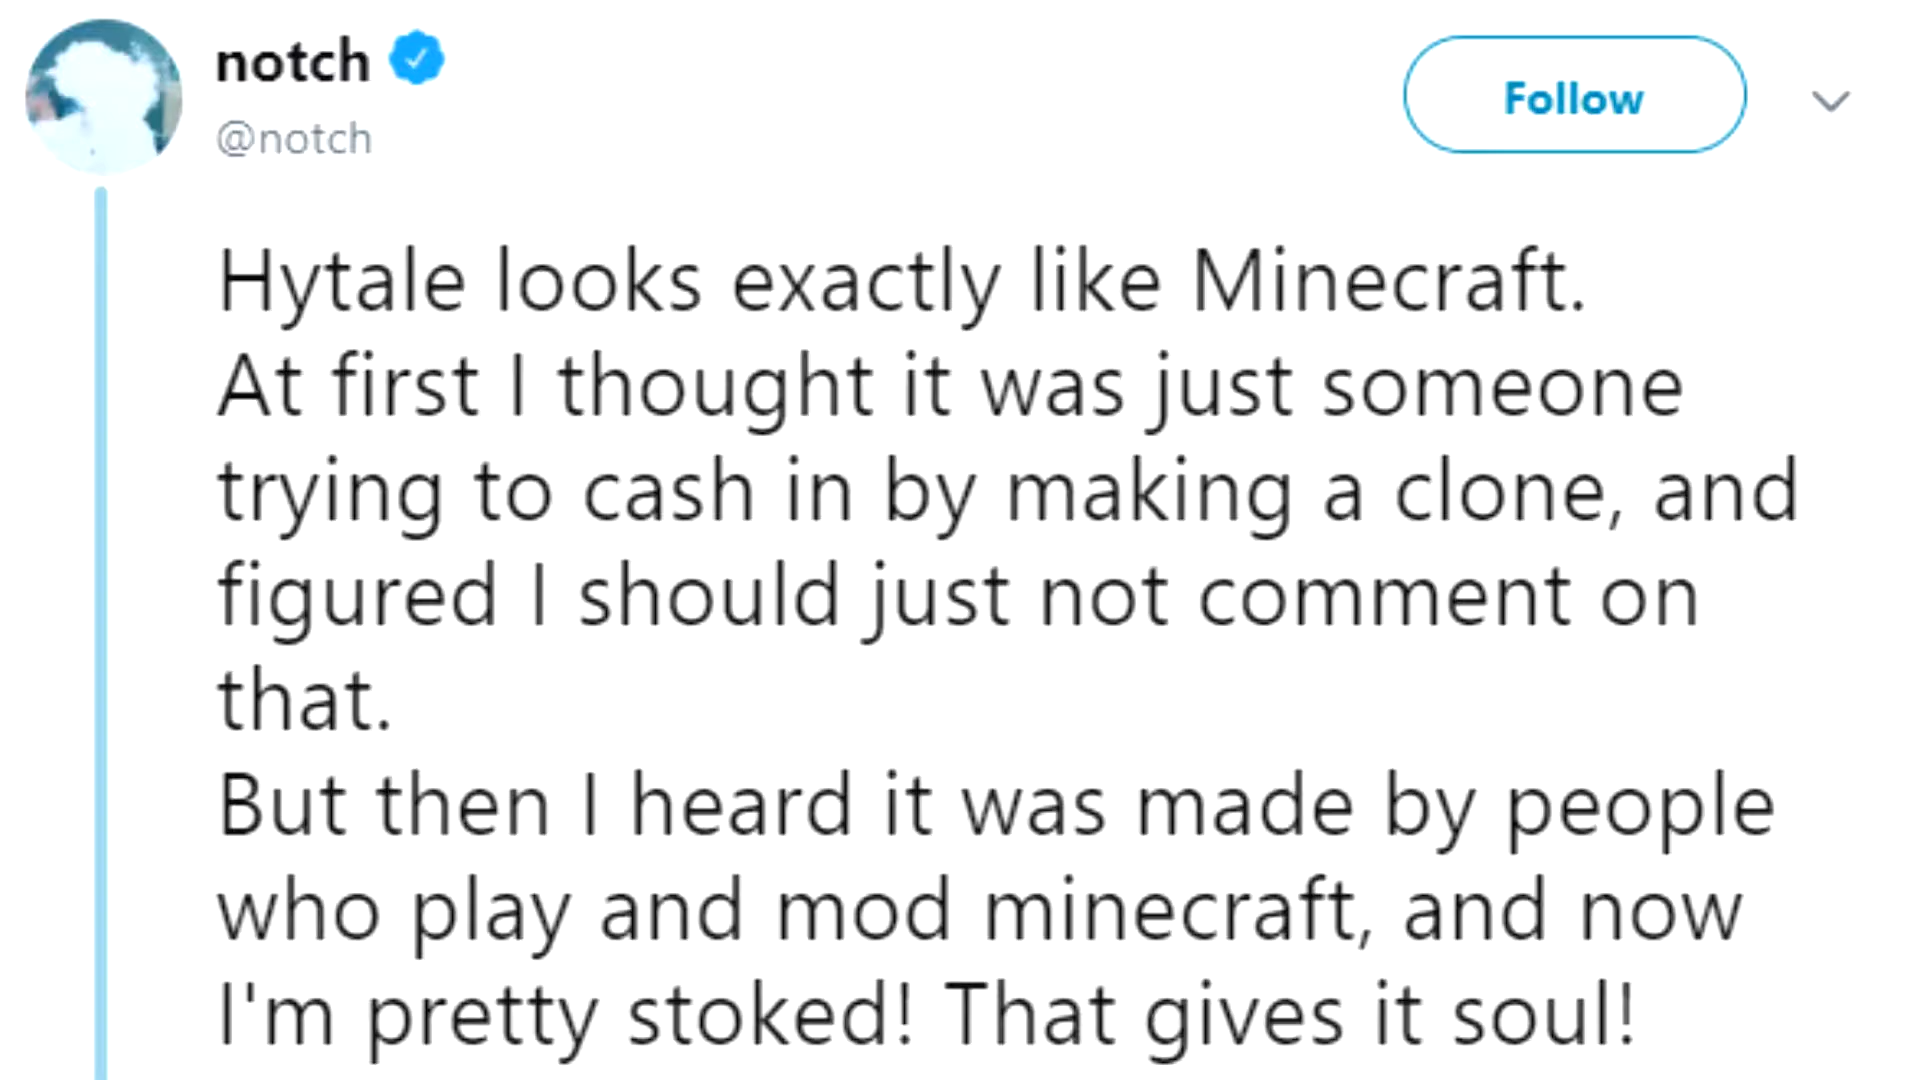 notch
@notch
Follow
Hytale looks exactly like Minecraft.
At first I thought it was just someone
trying to cash in by making a clone, and
figured I should just not comment on
that.
But then I heard it was made by people
who play and mod minecraft, and now
I'm pretty stoked! That gives it soul!